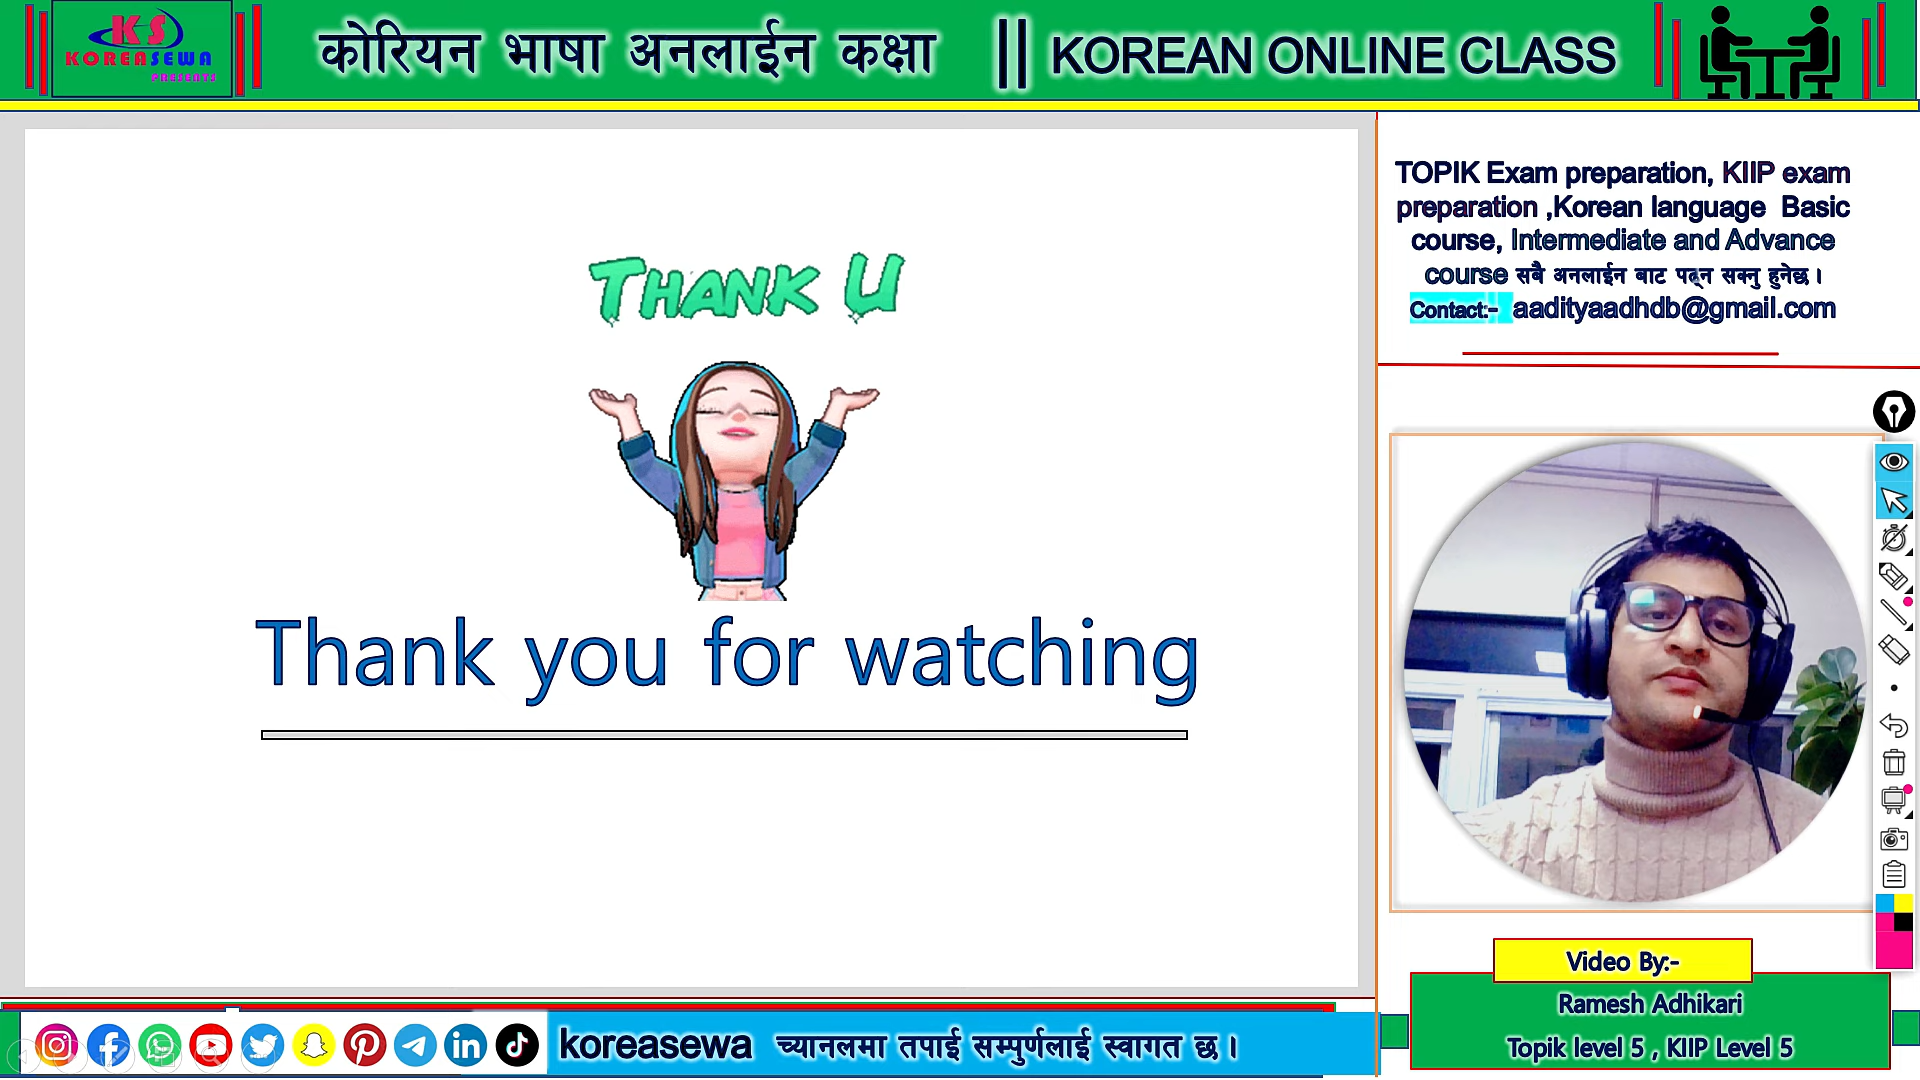 KS
KOREASEWA
PRESENTS
कोरियन भाषा अनलाईन कक्षा || KOREAN ONLINE CLASS
THANK U
Thank you for watching
TOPIK Exam preparation, KIIP exam
preparation ,Korean language Basic
course, Intermediate and Advance
course सबै अनलाईन बाट पढ्न सक्नु हुनेछ।
Contact:- aadityaadhdb@gmail.com
Video By:-
Ramesh Adhikari
Topik level 5 , KIIP Level 5
koreasewa च्यानलमा तपाई सम्पुर्णलाई स्वागत छ।